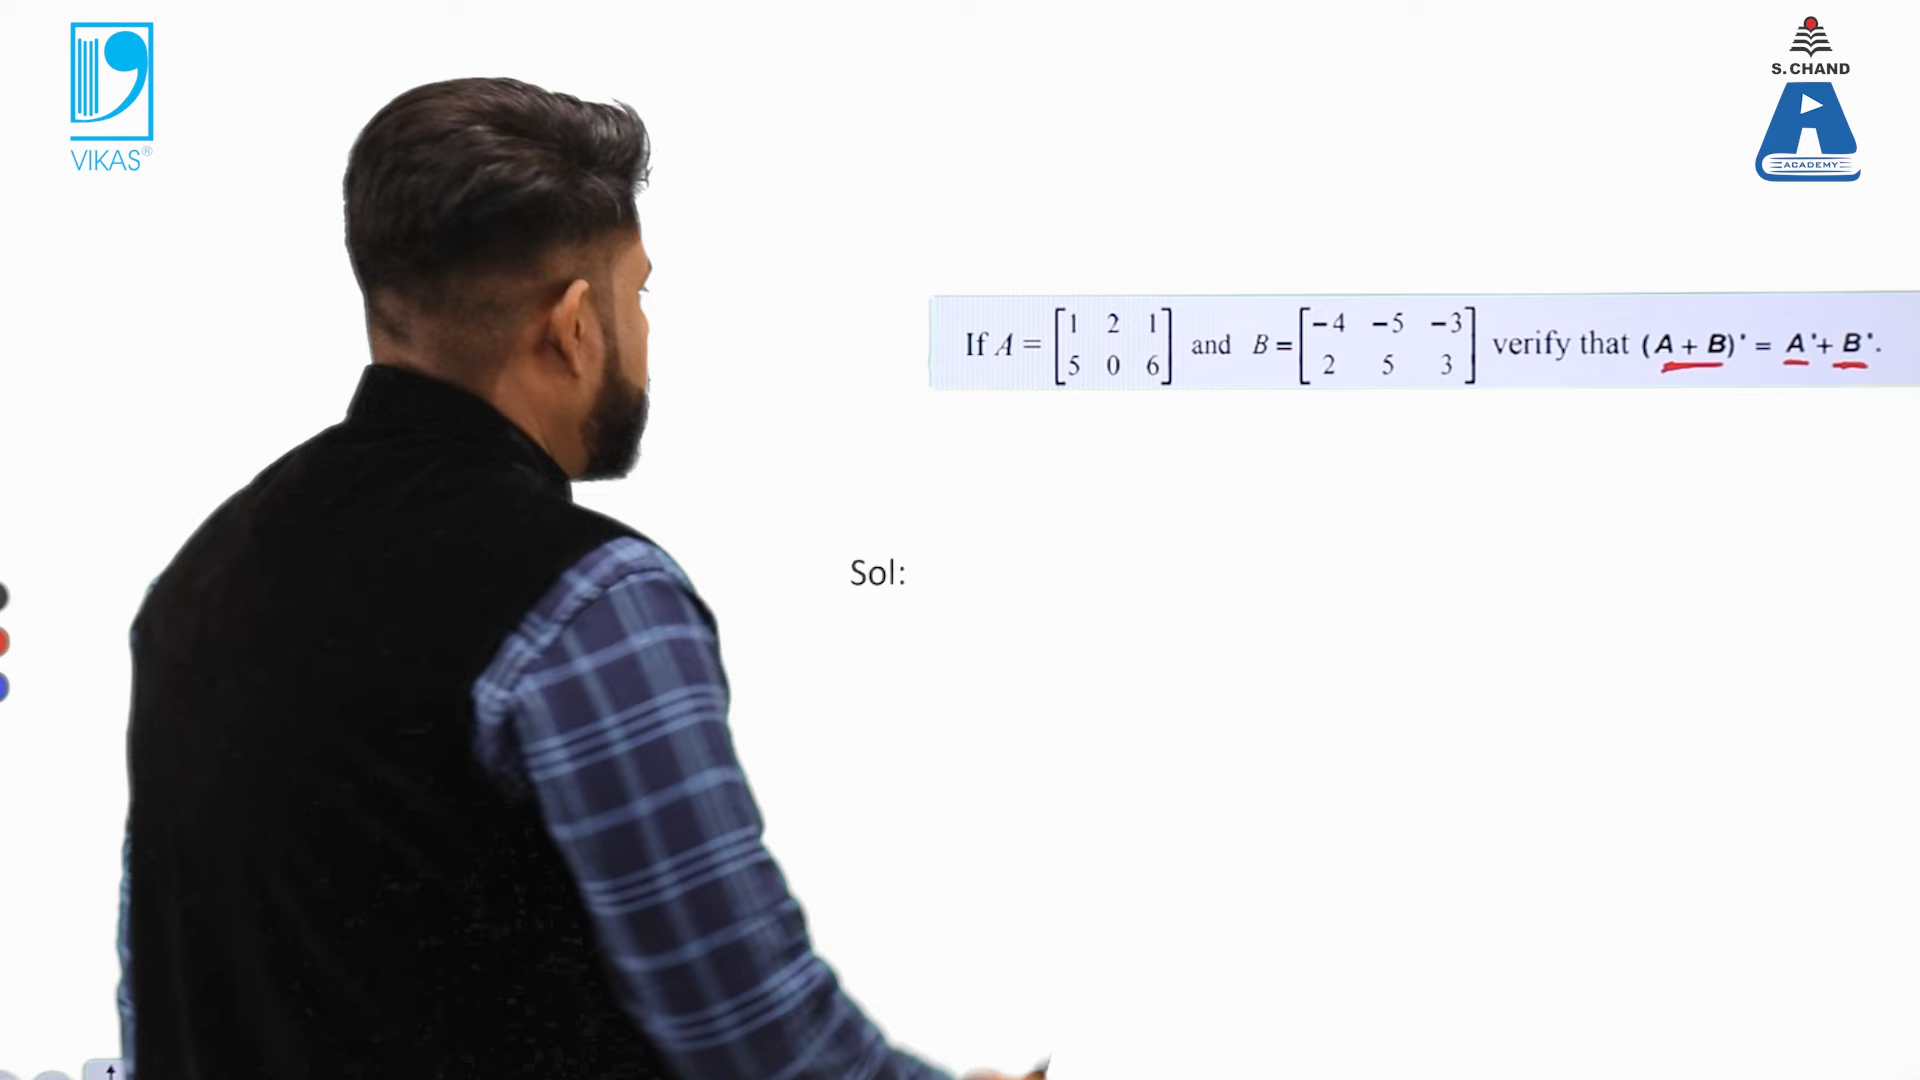 VIKAS®
S. CHAND
ACADEMY
If A = [1 2 1; 5 0 6] and B = [-4 -5 -3; 2 5 3] verify that (A + B)' = A' + B'.
Sol: